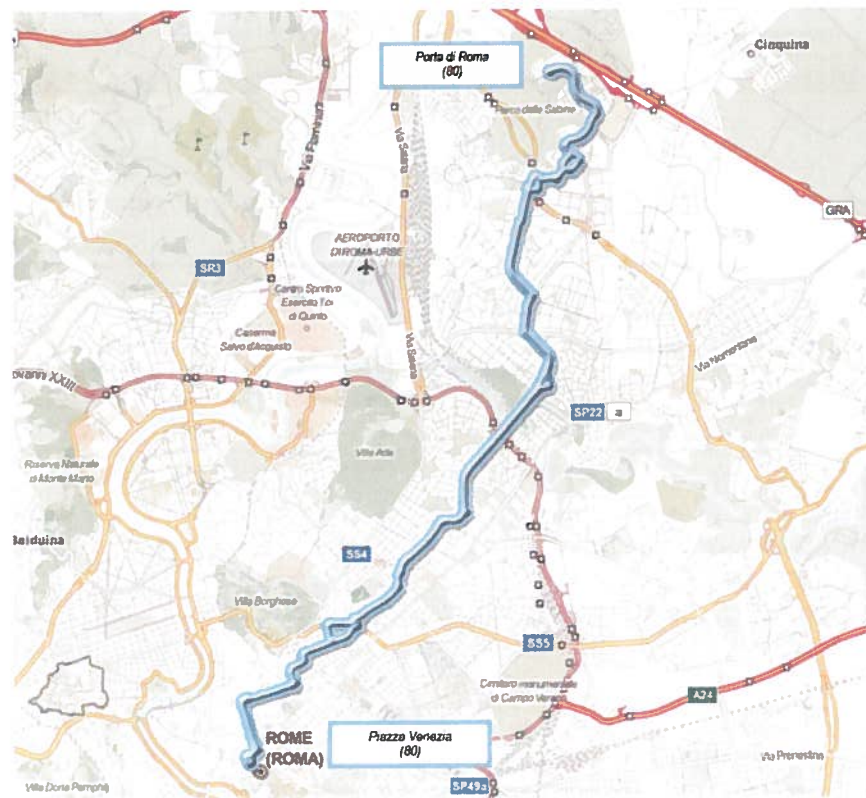 Cinquina
Porta di Roma
(80)
Parco delle Sabine
Via Flaminia
Via Salaria
GRA
AEROPORTO
DI ROMA-URBE
SR3
Centro Sportivo
Esercito Tor
di Quinto
Caserma
Salvo d'Acquisto
Via Salaria
Via Nomentana
ovanni XXIII
SP22 a
Villa Ada
Riserva Naturale
di Monte Mario
Balduina
SS4
Villa Borghese
SS5
Cimitero monumentale
di Campo Verano
A24
ROME
(ROMA)
Piazza Venezia
(80)
Via Prenestina
Villa Doria Pamphilj
SP49a